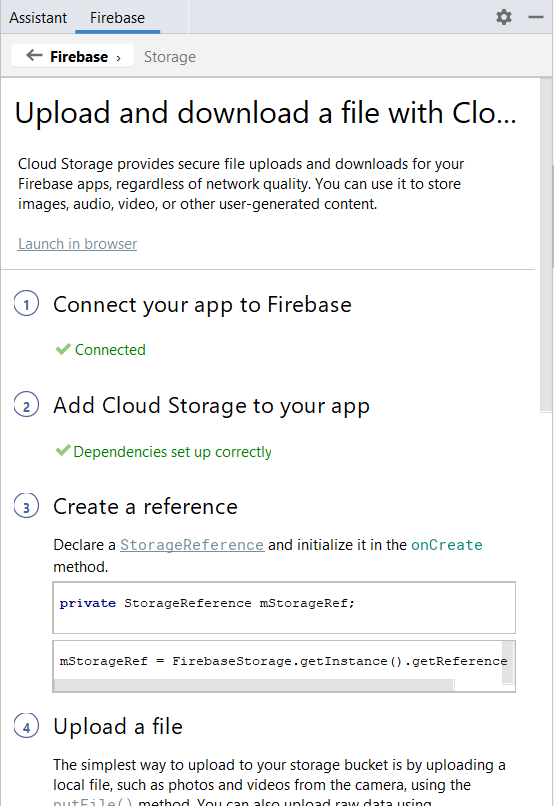 Assistant Firebase
← Firebase › Storage
Upload and download a file with Clo...
Cloud Storage provides secure file uploads and downloads for your
Firebase apps, regardless of network quality. You can use it to store
images, audio, video, or other user-generated content.
Launch in browser
1 Connect your app to Firebase
Connected
2 Add Cloud Storage to your app
Dependencies set up correctly
3 Create a reference
Declare a StorageReference and initialize it in the onCreate
method.
private StorageReference mStorageRef;
mStorageRef = FirebaseStorage.getInstance().getReference
4 Upload a file
The simplest way to upload to your storage bucket is by uploading a
local file, such as photos and videos from the camera, using the
putFile() method. You can also upload raw data using